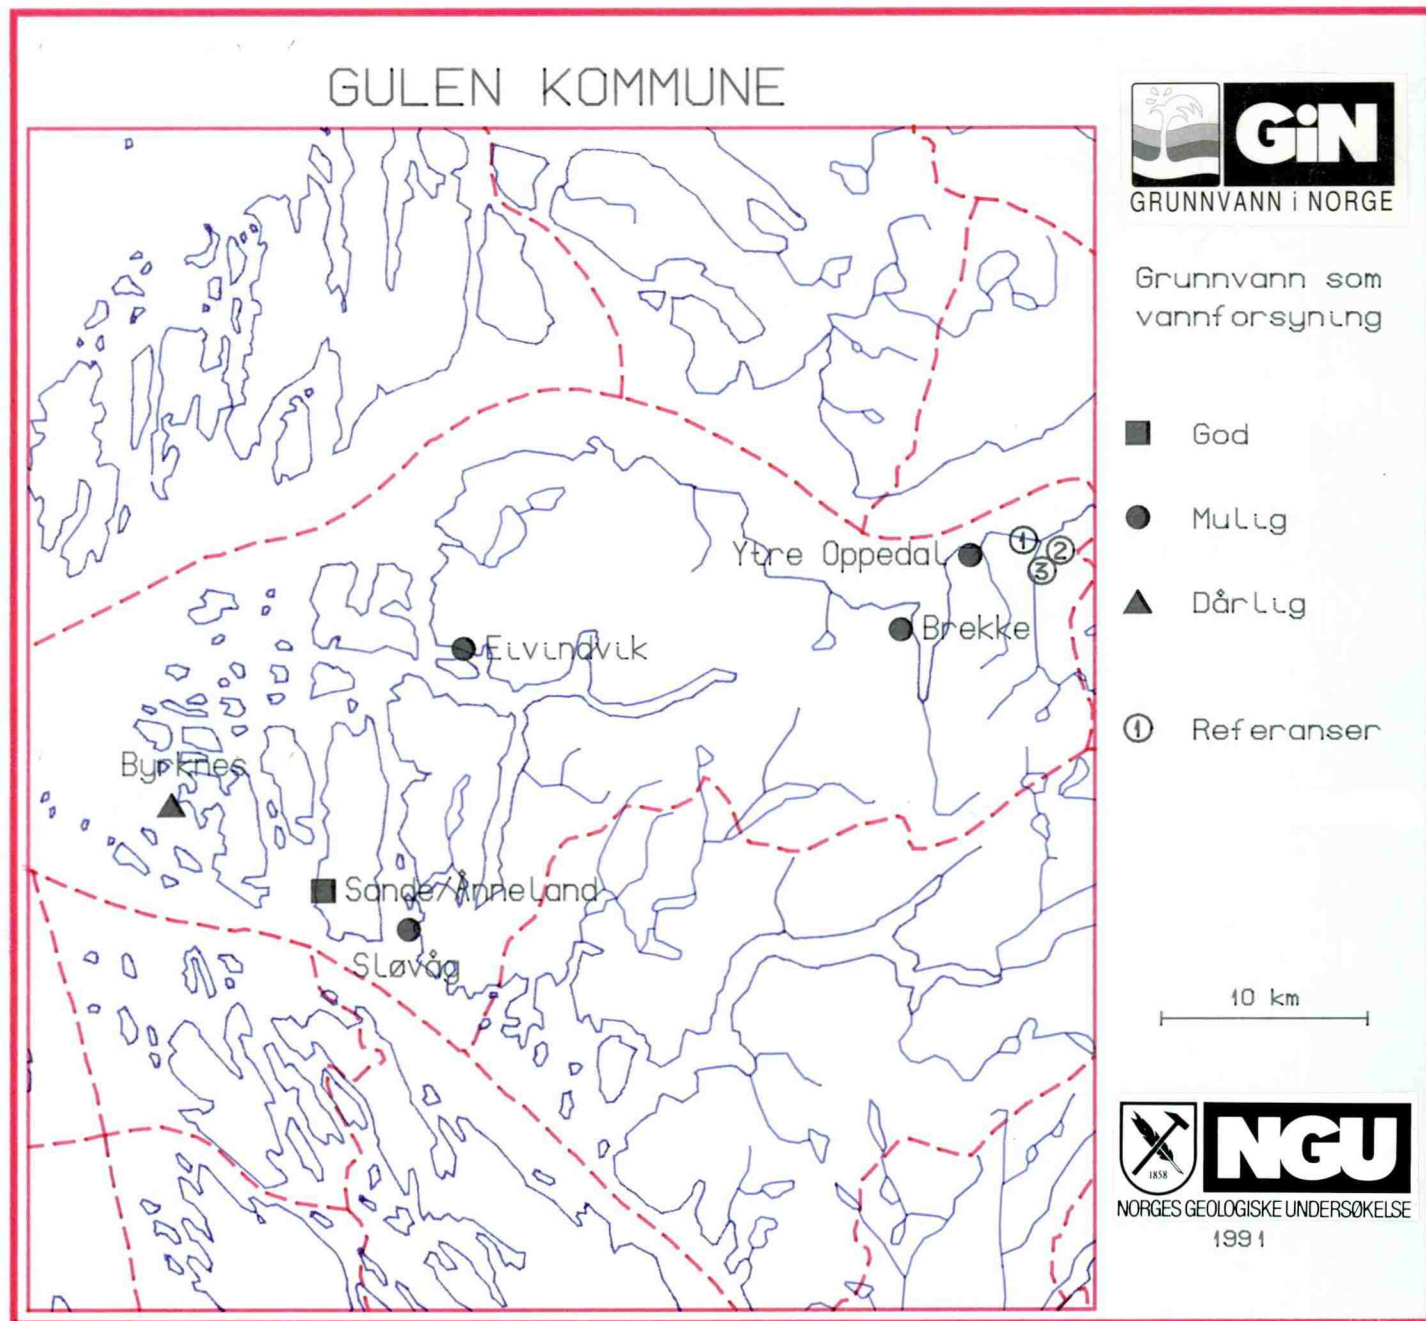 GULEN KOMMUNE
GiN
GRUNNVANN i NORGE
Grunnvann som
vannforsyning
God
Mulig
Dårlig
1 Referanser
Ytre Oppedal
1
2
3
Brekke
Eivindvik
Byrknes
Sande/Ånneland
Sløvåg
10 km
1858
NGU
NORGES GEOLOGISKE UNDERSØKELSE
1991